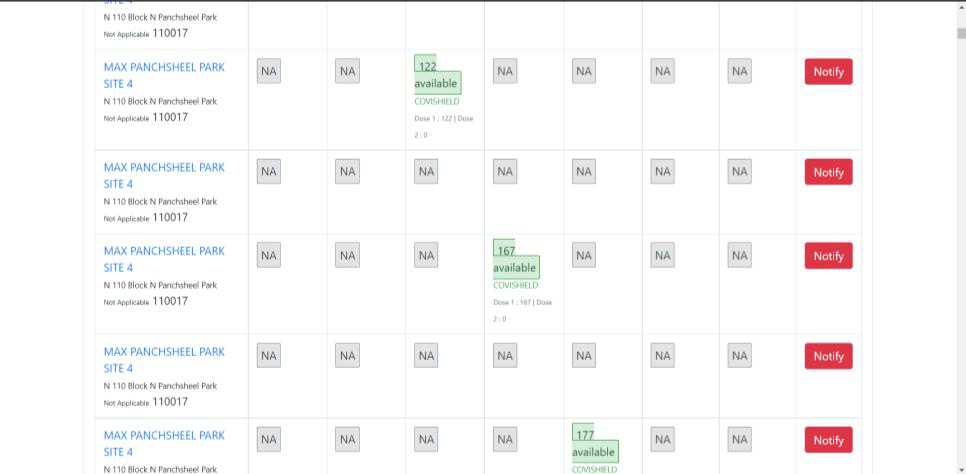 N 110 Block N Panchsheel Park
Not Applicable 110017
MAX PANCHSHEEL PARK
SITE 4
N 110 Block N Panchsheel Park
Not Applicable 110017
NA
NA
122
available
COVISHIELD
Dose 1 : 122 | Dose
2 : 0
NA
NA
NA
NA
Notify
MAX PANCHSHEEL PARK
SITE 4
N 110 Block N Panchsheel Park
Not Applicable 110017
NA
NA
NA
NA
NA
NA
NA
Notify
MAX PANCHSHEEL PARK
SITE 4
N 110 Block N Panchsheel Park
Not Applicable 110017
NA
NA
NA
167
available
COVISHIELD
Dose 1 : 167 | Dose
2 : 0
NA
NA
NA
Notify
MAX PANCHSHEEL PARK
SITE 4
N 110 Block N Panchsheel Park
Not Applicable 110017
NA
NA
NA
NA
NA
NA
NA
Notify
MAX PANCHSHEEL PARK
SITE 4
N 110 Block N Panchsheel Park
NA
NA
NA
NA
177
available
COVISHIELD
NA
NA
Notify